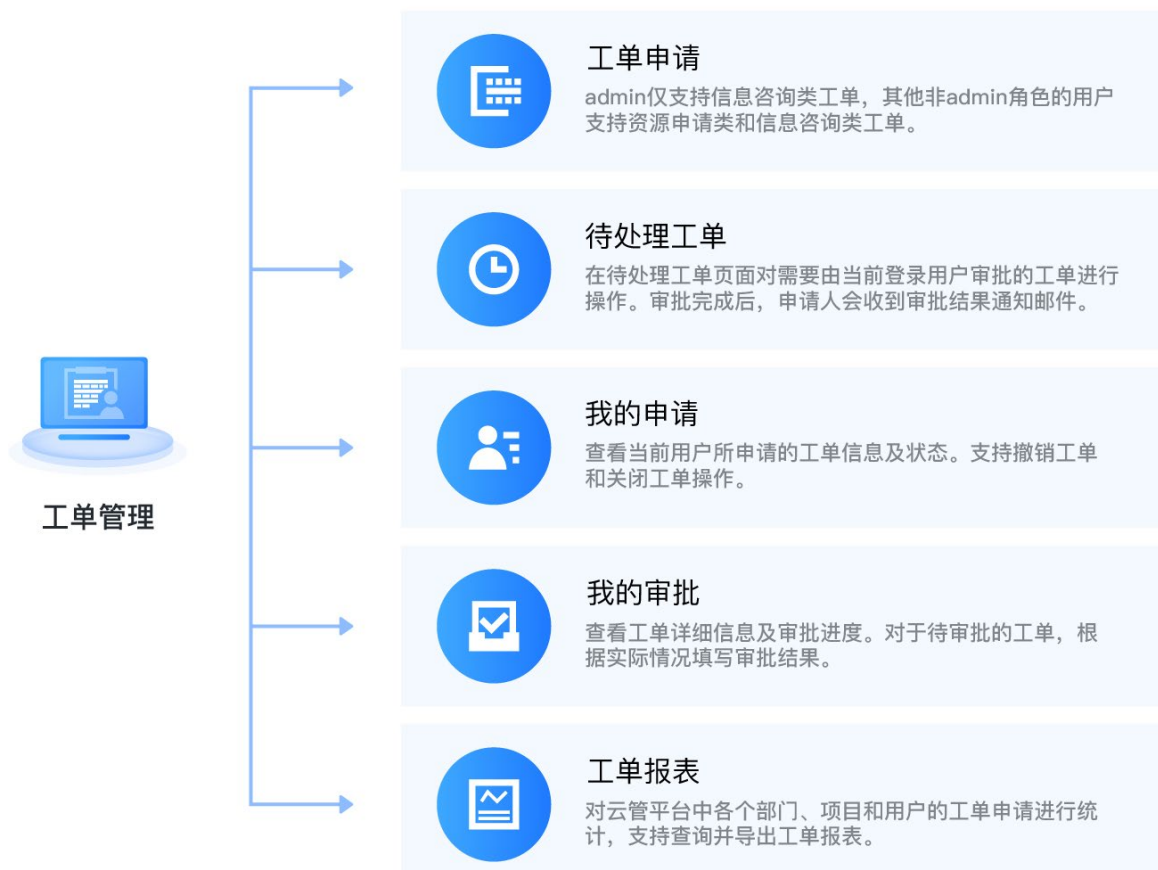 工单管理
工单申请
admin仅支持信息咨询类工单，其他非admin角色的用户
支持资源申请类和信息咨询类工单。
待处理工单
在待处理工单页面对需要由当前登录用户审批的工单进行
操作。审批完成后，申请人会收到审批结果通知邮件。
我的申请
查看当前用户所申请的工单信息及状态。支持撤销工单
和关闭工单操作。
我的审批
查看工单详细信息及审批进度。对于待审批的工单，根
据实际情况填写审批结果。
工单报表
对云管平台中各个部门、项目和用户的工单申请进行统
计，支持查询并导出工单报表。